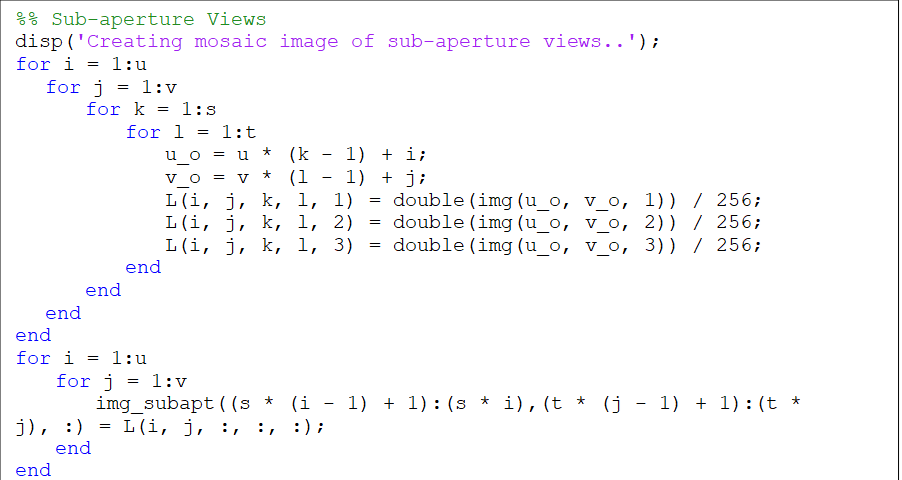 %% Sub-aperture Views
disp('Creating mosaic image of sub-aperture views..');
for i = 1:u
for j = 1:v
for k = 1:s
for l = 1:t
u_o = u * (k - 1) + i;
v_o = v * (l - 1) + j;
L(i, j, k, l, 1) = double(img(u_o, v_o, 1)) / 256;
L(i, j, k, l, 2) = double(img(u_o, v_o, 2)) / 256;
L(i, j, k, l, 3) = double(img(u_o, v_o, 3)) / 256;
end
end
end
end
for i = 1:u
for j = 1:v
img_subapt((s * (i - 1) + 1):(s * i),(t * (j - 1) + 1):(t *
j), :) = L(i, j, :, :, :);
end
end